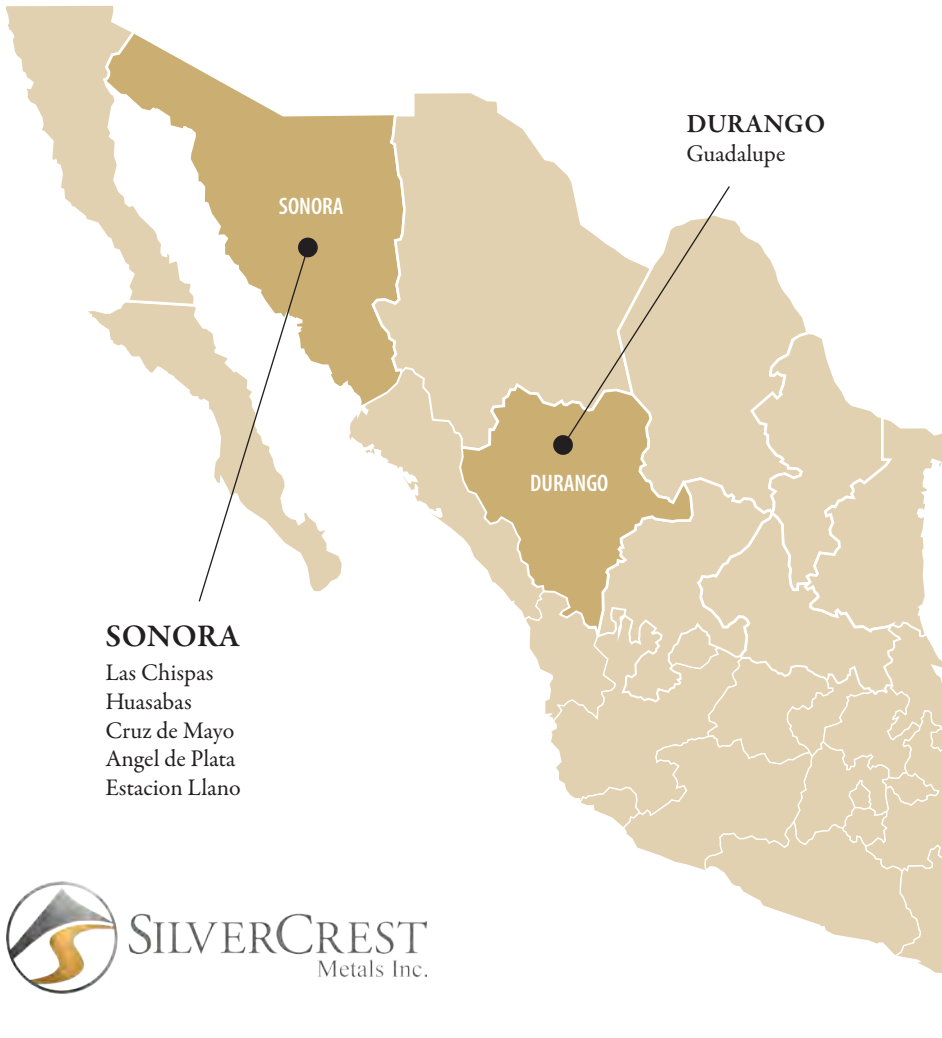 DURANGO
Guadalupe
SONORA
DURANGO
SONORA
Las Chispas
Huasabas
Cruz de Mayo
Angel de Plata
Estacion Llano
SILVERCREST
Metals Inc.